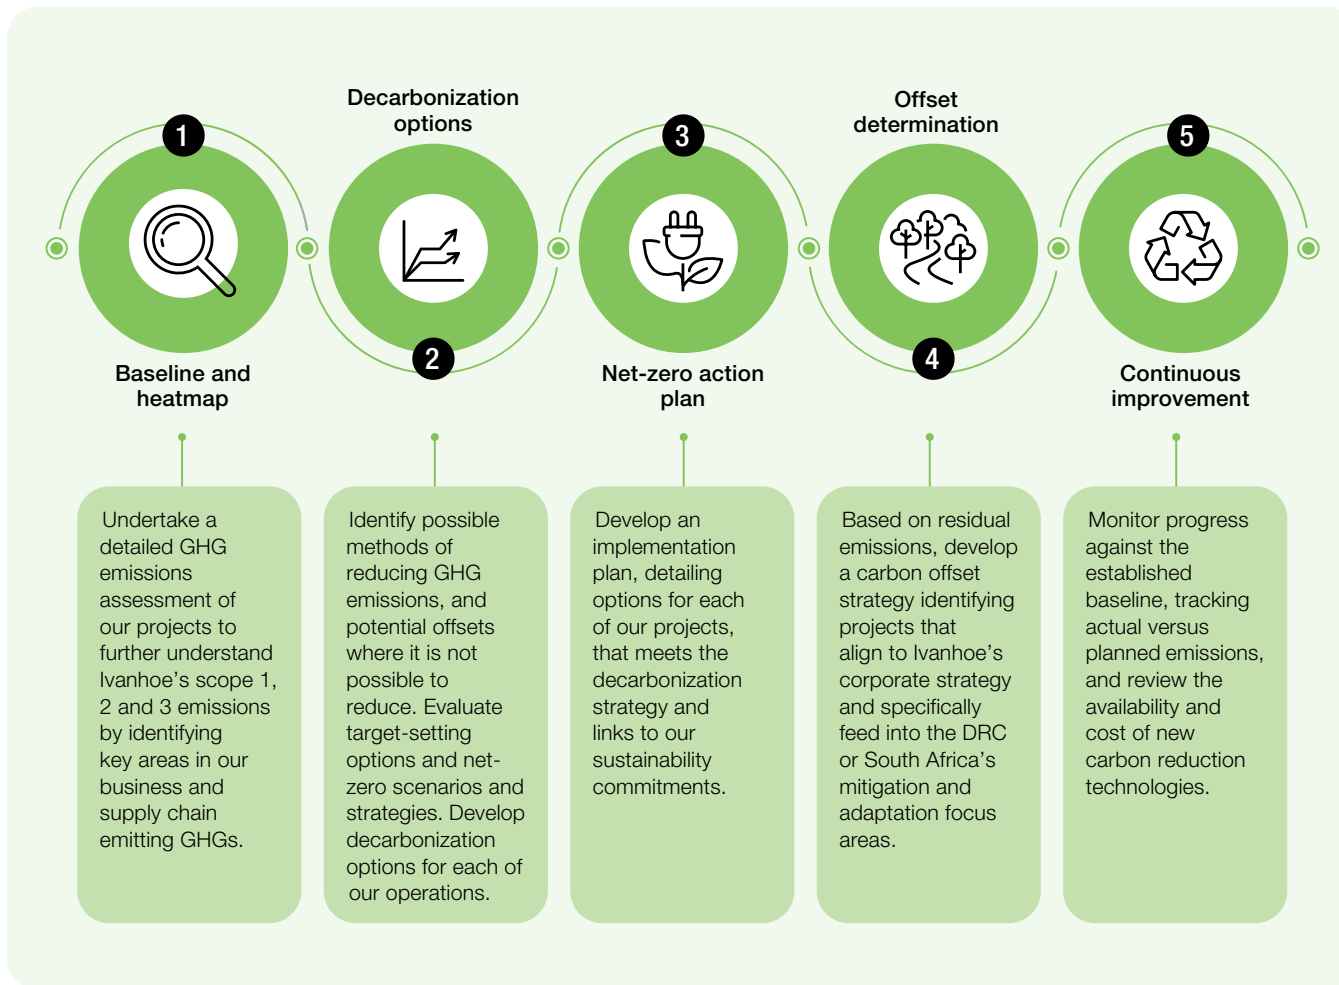 1
Baseline and
heatmap
Undertake a
detailed GHG
emissions
assessment of
our projects to
further understand
Ivanhoe's scope 1,
2 and 3 emissions
by identifying
key areas in our
business and
supply chain
emitting GHGs.
Decarbonization
options
2
Identify possible
methods of
reducing GHG
emissions, and
potential offsets
where it is not
possible to
reduce. Evaluate
target-setting
options and net-
zero scenarios and
strategies. Develop
decarbonization
options for each of
our operations.
3
Net-zero action
plan
Develop an
implementation
plan, detailing
options for each
of our projects,
that meets the
decarbonization
strategy and
links to our
sustainability
commitments.
Offset
determination
4
Based on residual
emissions, develop
a carbon offset
strategy identifying
projects that
align to Ivanhoe's
corporate strategy
and specifically
feed into the DRC
or South Africa's
mitigation and
adaptation focus
areas.
5
Continuous
improvement
Monitor progress
against the
established
baseline, tracking
actual versus
planned emissions,
and review the
availability and
cost of new
carbon reduction
technologies.